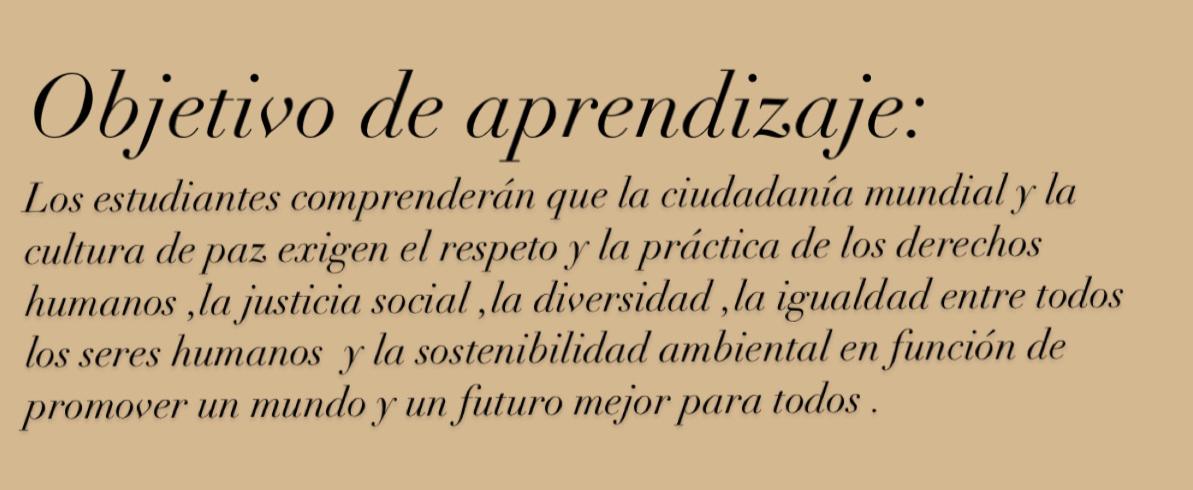 Objetivo de aprendizaje:
Los estudiantes comprenderán que la ciudadanía mundial y la
cultura de paz exigen el respeto y la práctica de los derechos
humanos ,la justicia social ,la diversidad ,la igualdad entre todos
los seres humanos  y la sostenibilidad ambiental en función de
promover un mundo y un futuro mejor para todos .